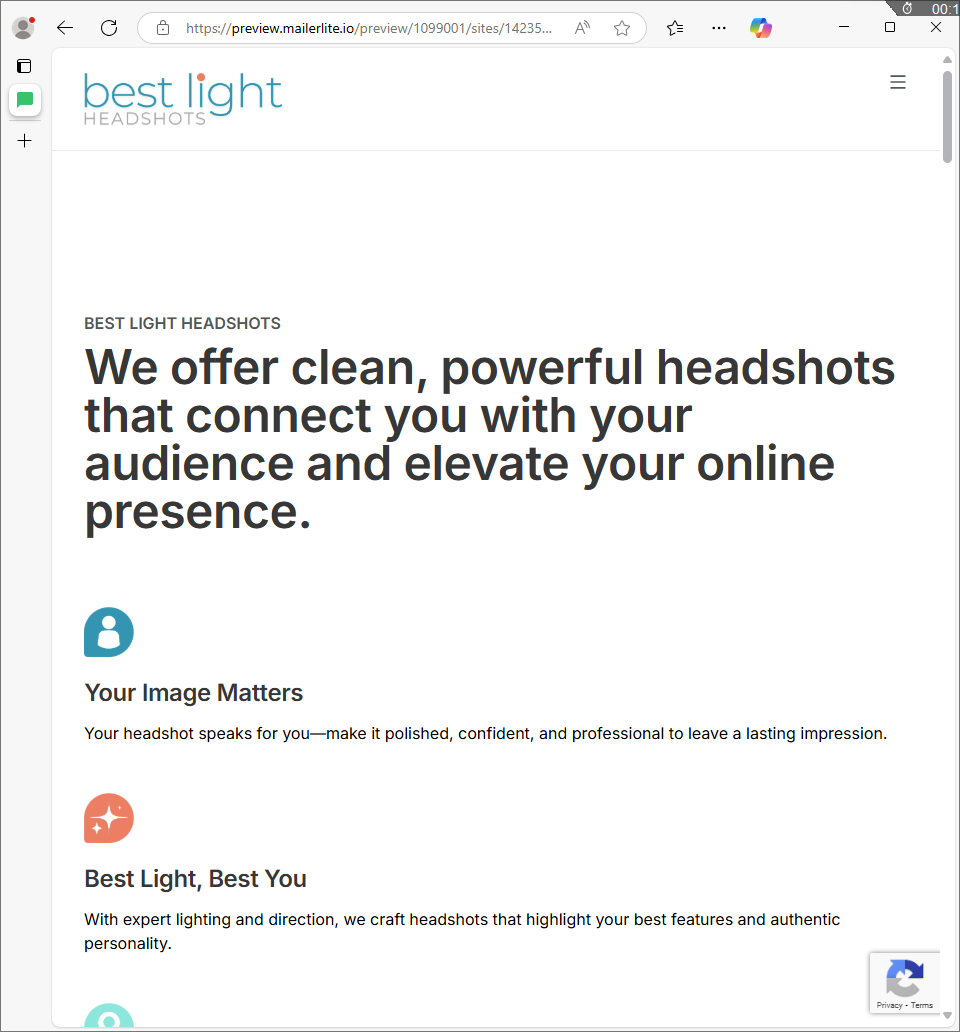 00:1
https://preview.mailerlite.io/preview/1099001/sites/14235...
best light
HEADSHOTS
BEST LIGHT HEADSHOTS
We offer clean, powerful headshots
that connect you with your
audience and elevate your online
presence.
Your Image Matters
Your headshot speaks for you—make it polished, confident, and professional to leave a lasting impression.
Best Light, Best You
With expert lighting and direction, we craft headshots that highlight your best features and authentic
personality.
Privacy - Terms